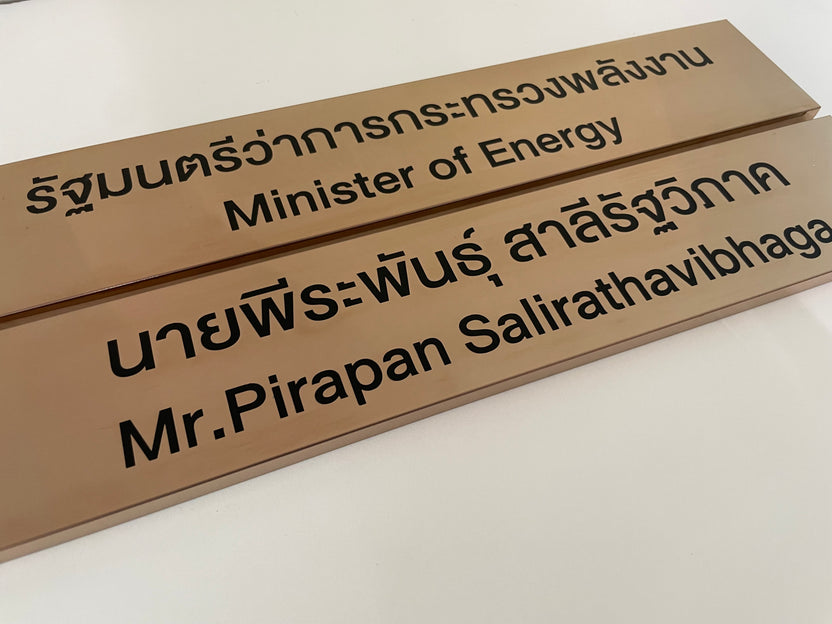 รัฐมนตรีว่าการกระทรวงพลังงาน
Minister of Energy
นายพีระพันธุ์ สาลีรัฐวิภาค
Mr.Pirapan Salirathavibhaga